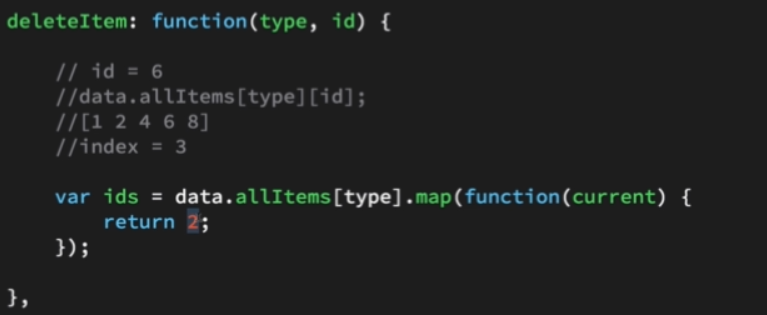 deleteItem: function(type, id) {
// id = 6
//data.allItems[type][id];
//[1 2 4 6 8]
//index = 3
var ids = data.allItems[type].map(function(current) {
return 2;
});
},